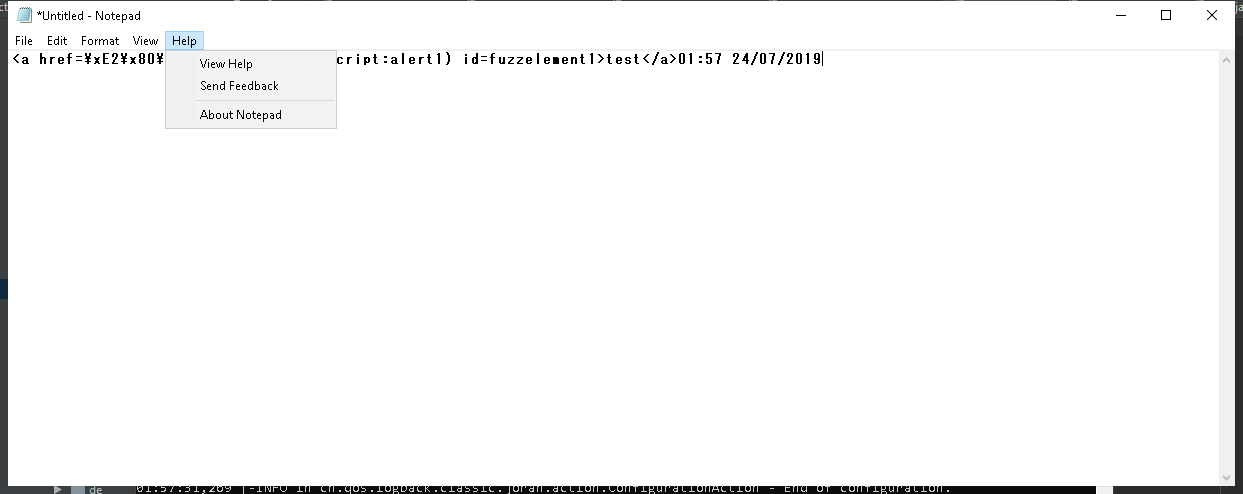 *Untitled - Notepad
File Edit Format View Help
<a href=¥xE2¥x80¥ cript:alert1) id=fuzzelement1>test</a>01:57 24/07/2019
View Help
Send Feedback
About Notepad
de 01:57:31,269 |-INFO in ch.qos.logback.classic.joran.action.ConfigurationAction - End of configuration.